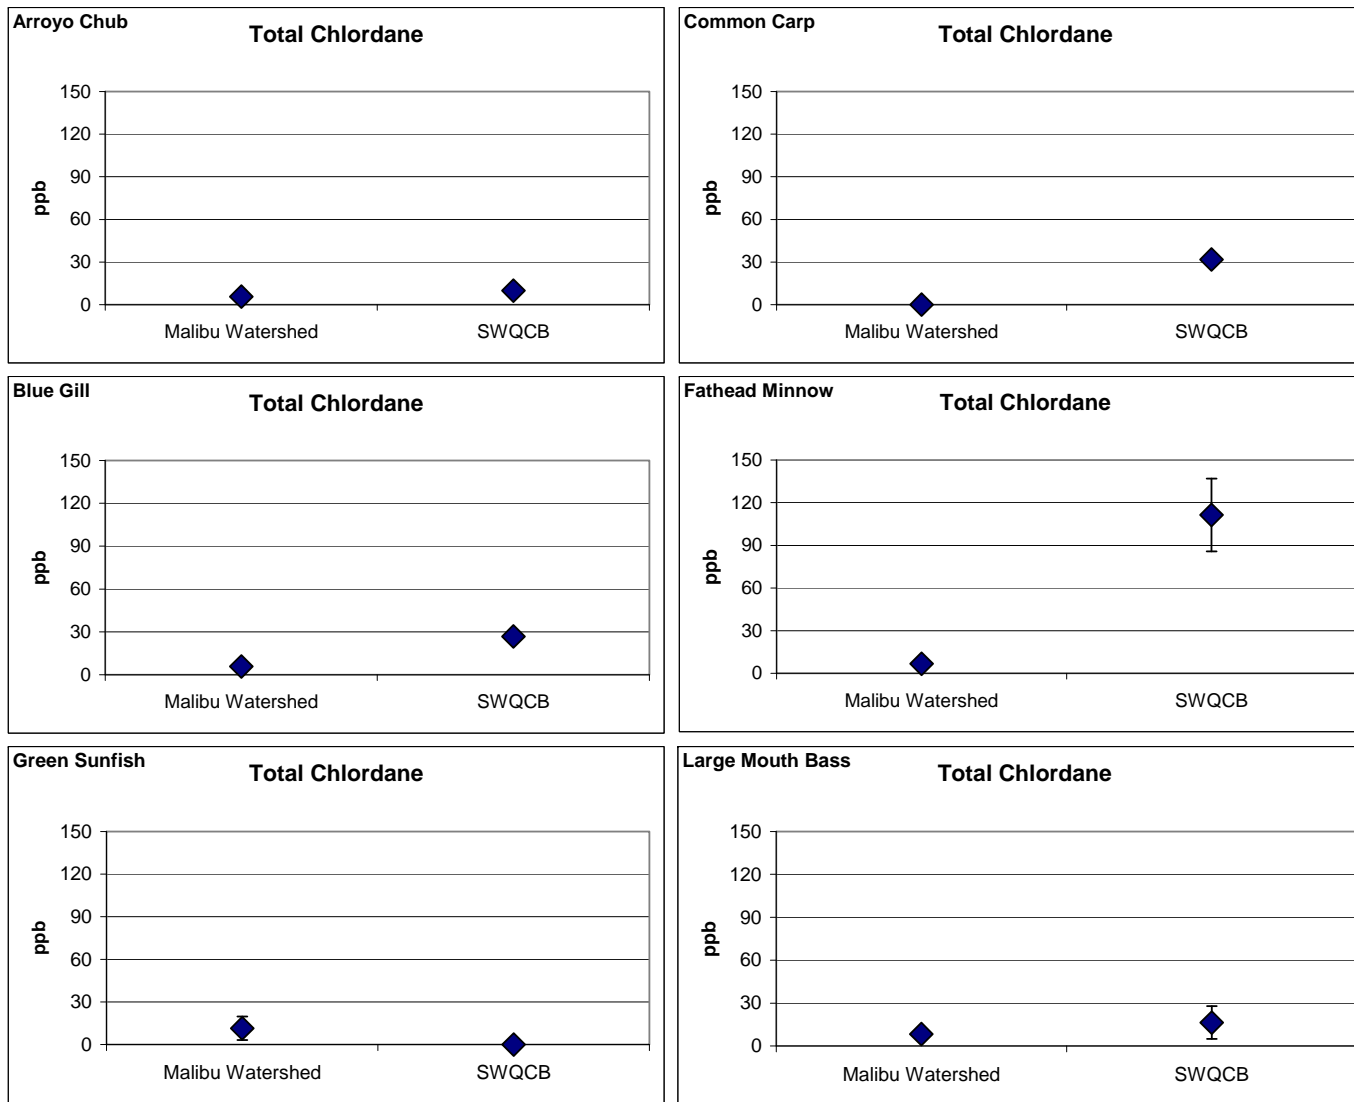 Arroyo Chub
Total Chlordane
150
120
90
60
30
0
ppb
Malibu Watershed SWQCB
Common Carp
Total Chlordane
150
120
90
60
30
0
ppb
Malibu Watershed SWQCB
Blue Gill
Total Chlordane
150
120
90
60
30
0
ppb
Malibu Watershed SWQCB
Fathead Minnow
Total Chlordane
150
120
90
60
30
0
ppb
Malibu Watershed SWQCB
Green Sunfish
Total Chlordane
150
120
90
60
30
0
ppb
Malibu Watershed SWQCB
Large Mouth Bass
Total Chlordane
150
120
90
60
30
0
ppb
Malibu Watershed SWQCB